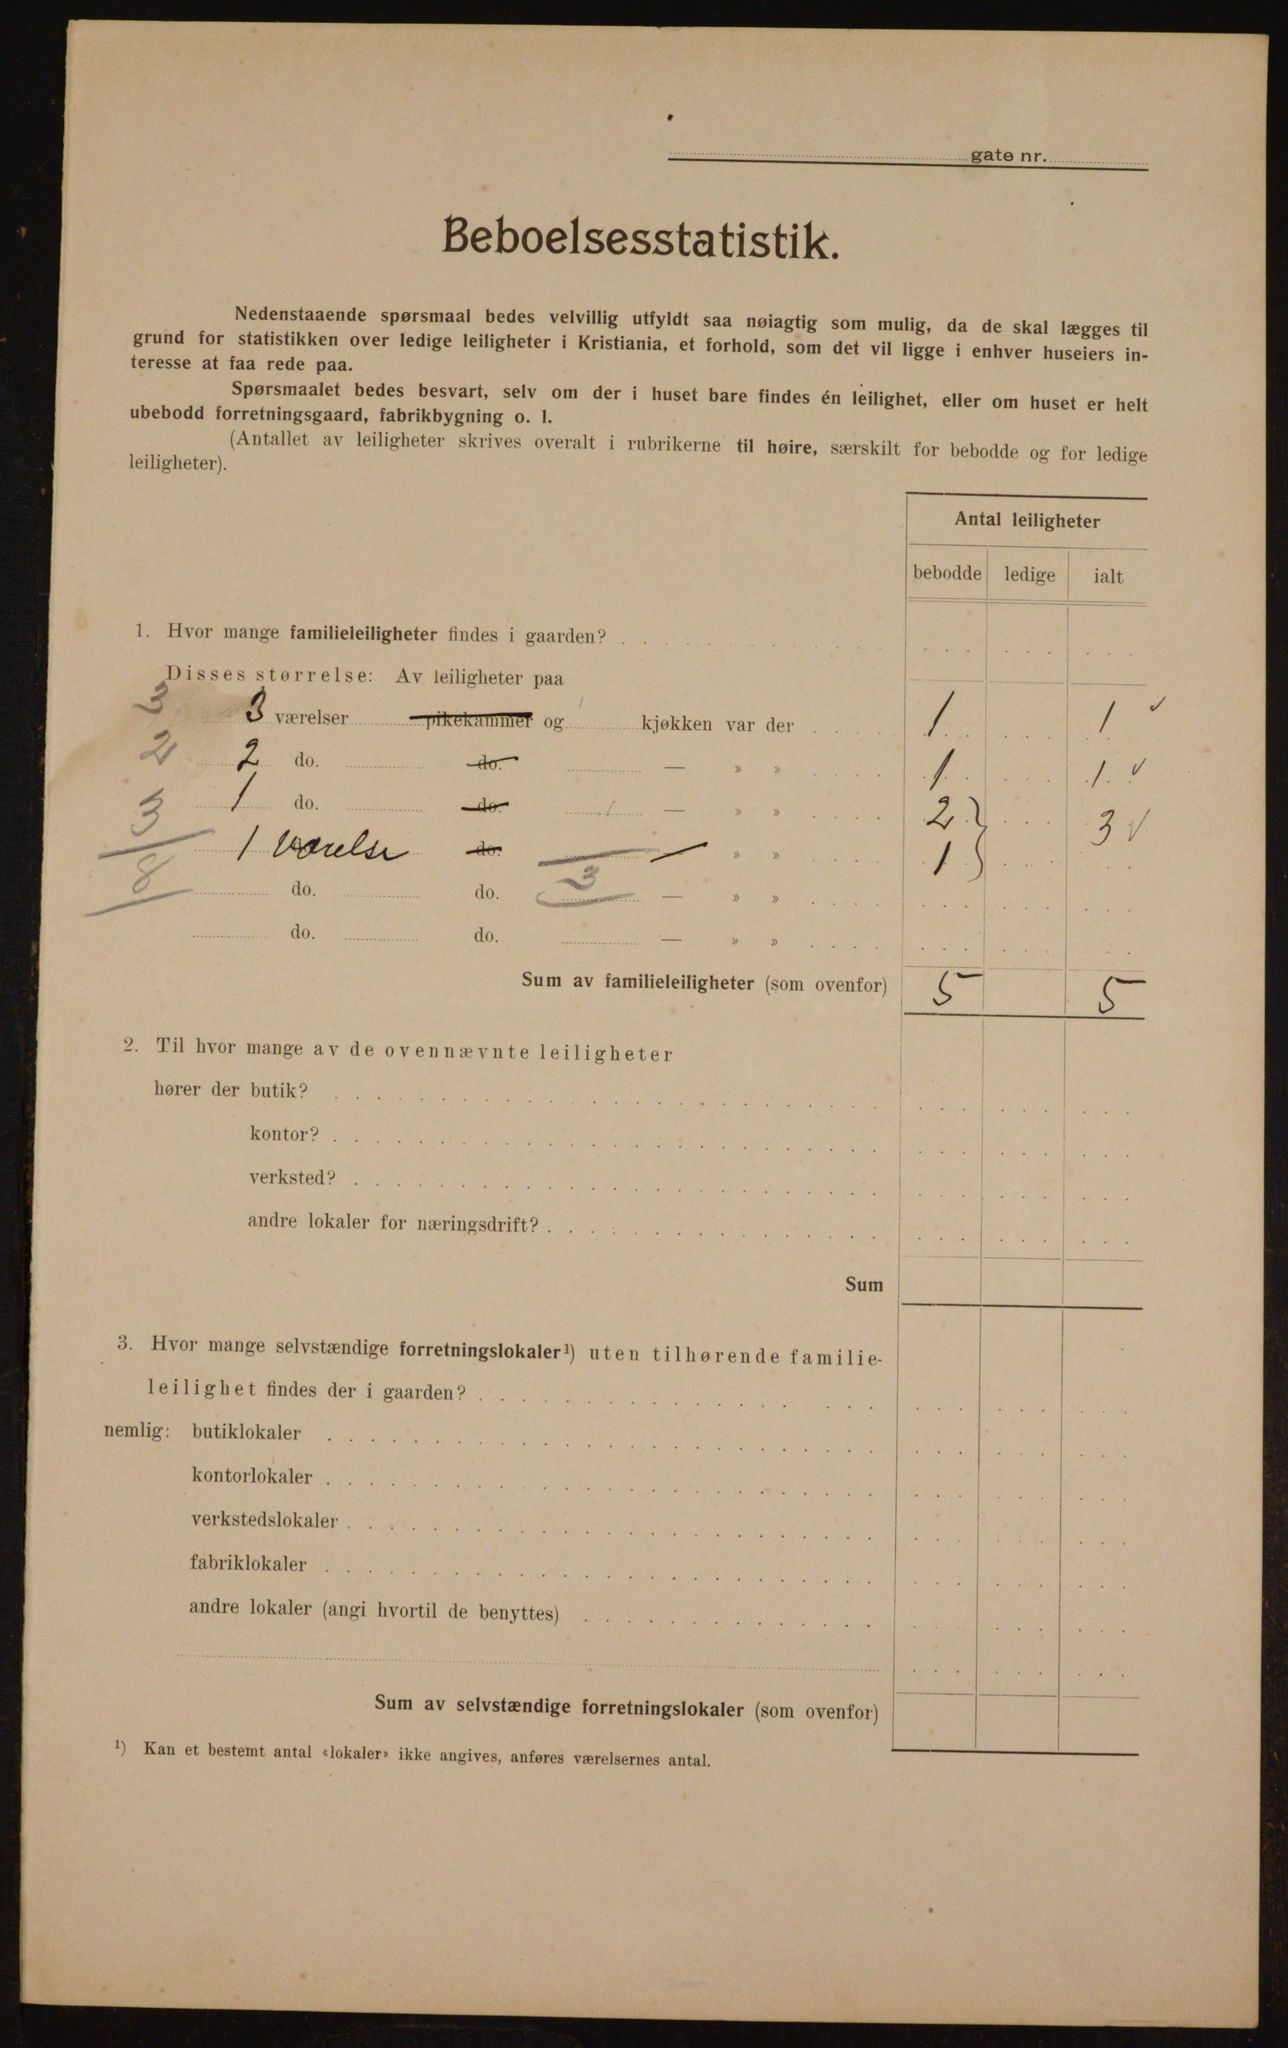 gate nr.
Beboelsesstatistik.
Nedenstaaende spørsmaal bedes velvillig utfyldt saa nøiagtig som mulig, da de skal lægges til
grund for statistikken over ledige leiligheter i Kristiania, et forhold, som det vil ligge i enhver huseiers in-
teresse at faa rede paa.
Spørsmaalet bedes besvart, selv om der i huset bare findes én leilighet, eller om huset er helt
ubebodd forretningsgaard, fabrikbygning o. l.
(Antallet av leiligheter skrives overalt i rubrikerne til høire, særskilt for bebodde og for ledige
leiligheter).
Antal leiligheter
bebodde ledige ialt
1. Hvor mange familieleiligheter findes i gaarden?
Disses størrelse: Av leiligheter paa
3 3 værelser pikekammer og kjøkken var der 1 1 ✓
2 2 do. do. — » » 1 1 ✓
3 1 do. do. — » » 2 } 3 ✓
1 Værelse do. — » » 1 }
8 do. do. 3 — » »
do. do. — » »
Sum av familieleiligheter (som ovenfor) 5 5
2. Til hvor mange av de ovennævnte leiligheter
hører der butik?
kontor?
verksted?
andre lokaler for næringsdrift?
Sum
3. Hvor mange selvstændige forretningslokaler¹) uten tilhørende familie-
leilighet findes der i gaarden?
nemlig: butiklokaler
kontorlokaler
verkstedslokaler
fabriklokaler
andre lokaler (angi hvortil de benyttes)
Sum av selvstændige forretningslokaler (som ovenfor)
¹) Kan et bestemt antal «lokaler» ikke angives, anføres værelsernes antal.